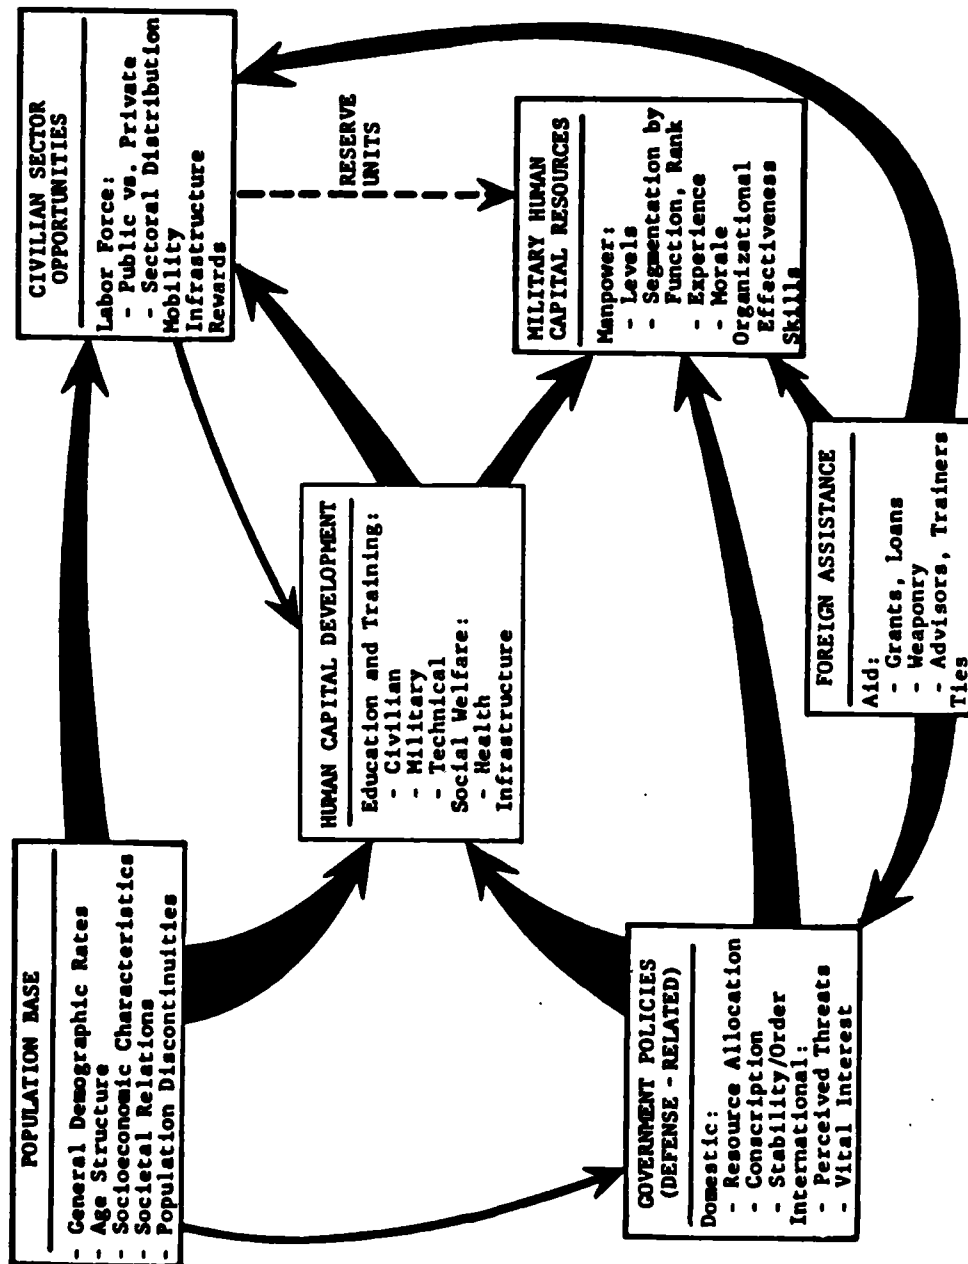 POPULATION BASE
- General Demographic Rates
- Age Structure
- Socioeconomic Characteristics
- Societal Relations
- Population Discontinuities
CIVILIAN SECTOR
OPPORTUNITIES
Labor Force:
- Public vs. Private
- Sectoral Distribution
Mobility
Infrastructure
Rewards
HUMAN CAPITAL DEVELOPMENT
Education and Training:
- Civilian
- Military
- Technical
Social Welfare:
- Health
Infrastructure
RESERVE
UNITS
GOVERNMENT POLICIES
(DEFENSE - RELATED)
Domestic:
- Resource Allocation
- Conscription
- Stability/Order
International:
- Perceived Threats
- Vital Interest
MILITARY HUMAN
CAPITAL RESOURCES
Manpower:
- Levels
- Segmentation by
Function, Rank
- Experience
- Morale
Organizational
Effectiveness
Skills
FOREIGN ASSISTANCE
Aid:
- Grants, Loans
- Weaponry
- Advisors, Trainers
Ties